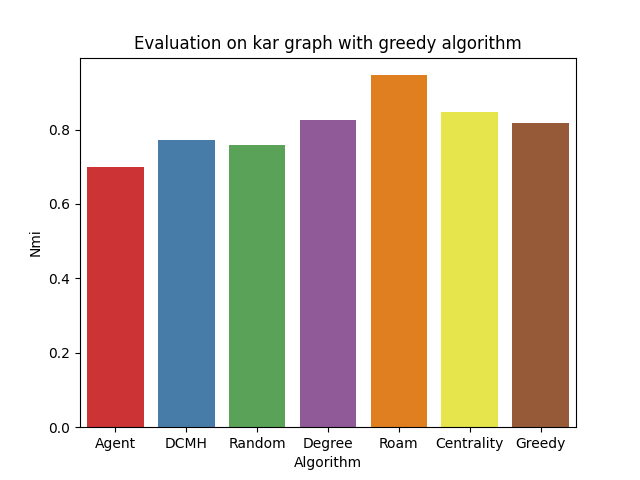 Evaluation on kar graph with greedy algorithm
Nmi
0.8
0.6
0.4
0.2
0.0
Agent DCMH Random Degree Roam Centrality Greedy
Algorithm